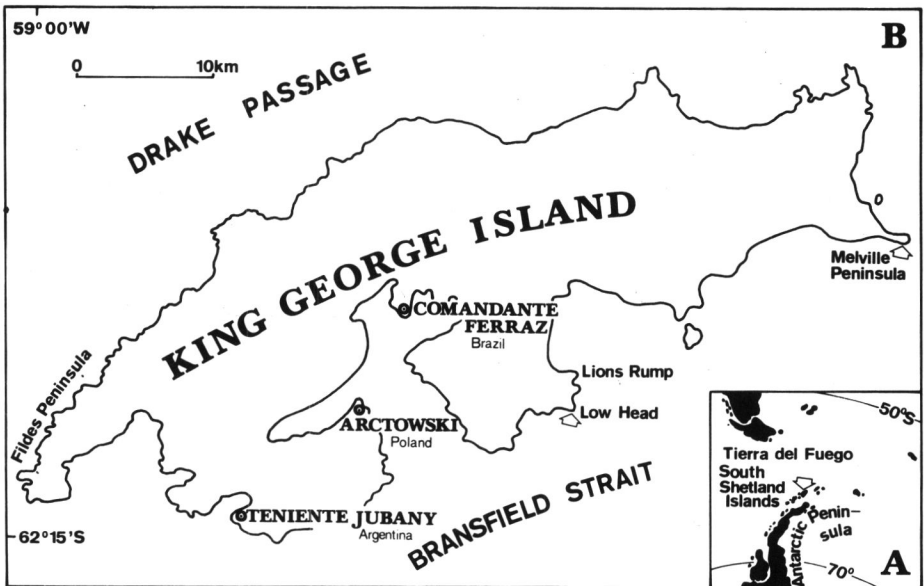 59°00'W
B
0 10km
DRAKE PASSAGE
KING GEORGE ISLAND
Melville
Peninsula
COMANDANTE
FERRAZ
Brazil
Fildes Peninsula
Lions Rump
Low Head
ARCTOWSKI
Poland
TENIENTE JUBANY
Argentina
62°15'S
BRANSFIELD STRAIT
50°S
Tierra del Fuego
South
Shetland
Islands
Antarctic Penin-
sula
70°
A